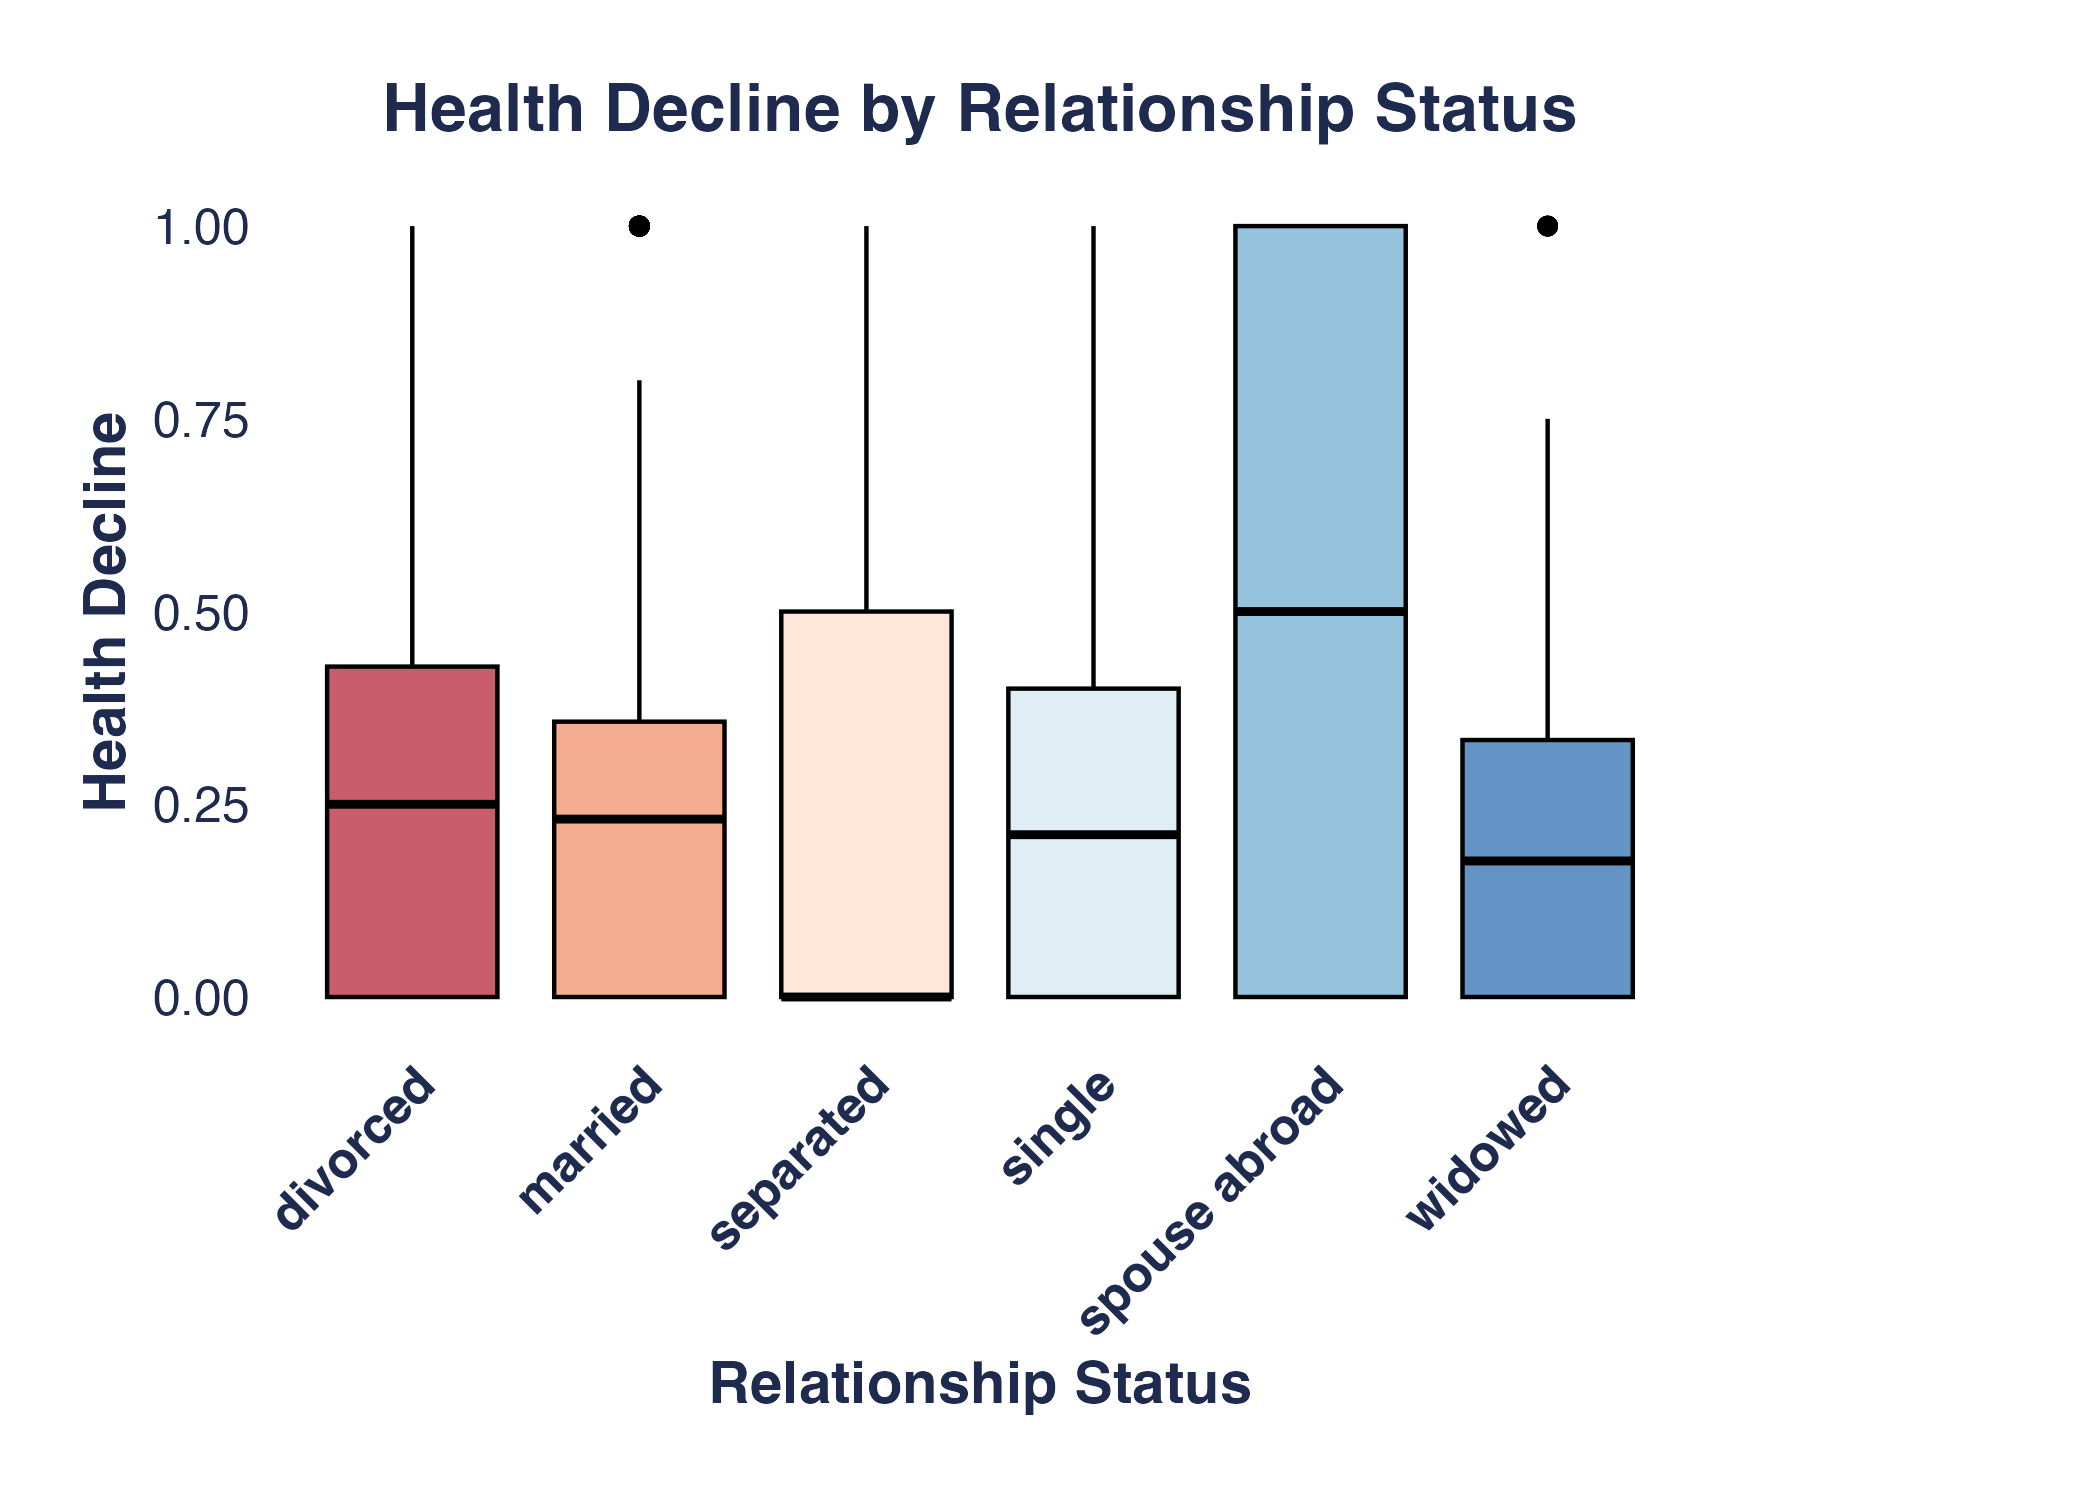 Health Decline by Relationship Status
1.00
0.75
0.50
0.25
0.00
Health Decline
divorced
married
separated
single
spouse abroad
widowed
Relationship Status